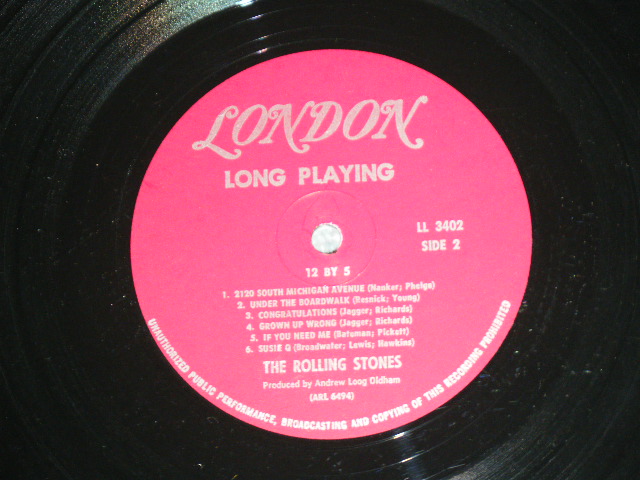 LONDON
LONG PLAYING
LL 3402
SIDE 2
12 BY 5
1. 2120 SOUTH MICHIGAN AVENUE (Nanker; Phelge)
2. UNDER THE BOARDWALK (Resnick; Young)
3. CONGRATULATIONS (Jagger; Richards)
4. GROWN UP WRONG (Jagger; Richards)
5. IF YOU NEED ME (Bateman; Pickett)
6. SUSIE Q (Broadwater; Lewis; Hawkins)
THE ROLLING STONES
Produced by Andrew Loog Oldham
(ARL 6494)
UNAUTHORIZED PUBLIC PERFORMANCE, BROADCASTING AND COPYING OF THIS RECORDING PROHIBITED